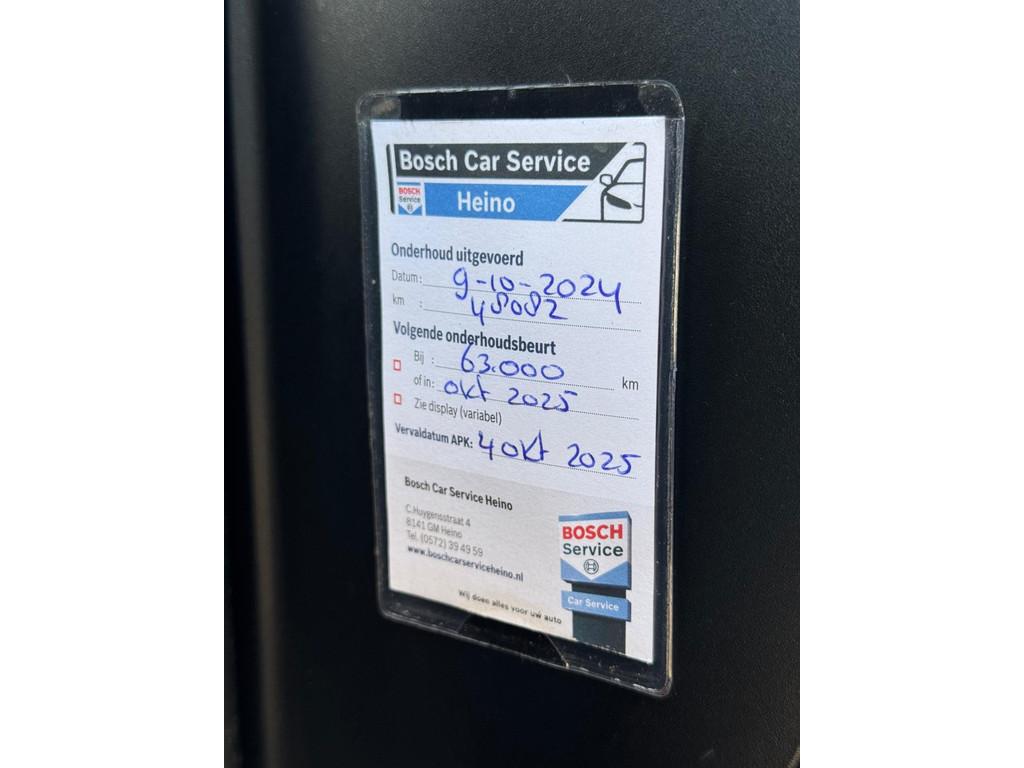 Bosch Car Service
BOSCH
Service
Heino
Onderhoud uitgevoerd
Datum: 9-10-2024
km : 48082
Volgende onderhoudsbeurt
Bij : 63.000 km
of in: okt 2025
Zie display (variabel)
Vervaldatum APK: 4 okt 2025
Bosch Car Service Heino
C.Huygensstraat 4
8141 GM Heino
Tel. (0572) 39 49 59
www.boschcarserviceheino.nl
BOSCH
Service
Car Service
Wij doen alles voor uw auto